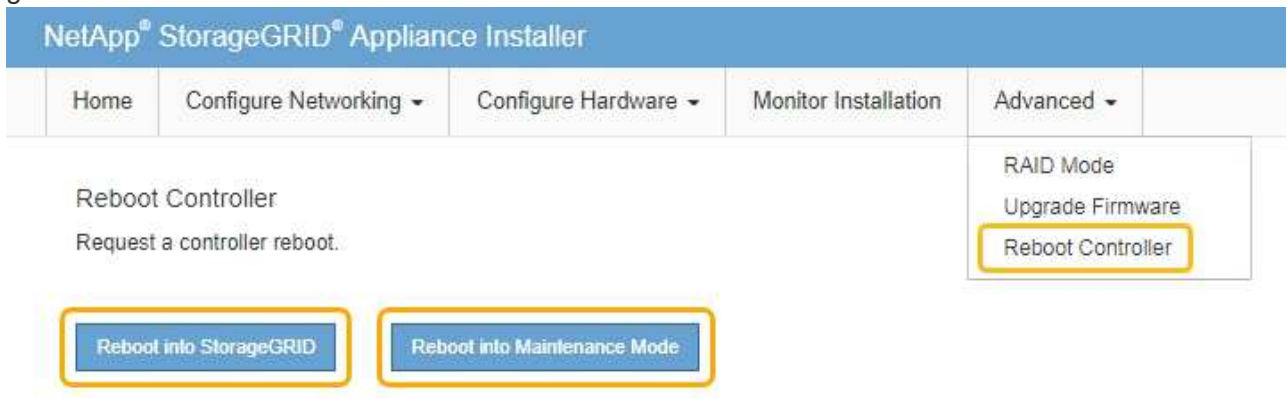 NetApp® StorageGRID® Appliance Installer
Home Configure Networking Configure Hardware Monitor Installation Advanced
RAID Mode
Upgrade Firmware
Reboot Controller
Reboot Controller
Request a controller reboot.
Reboot into StorageGRID Reboot into Maintenance Mode